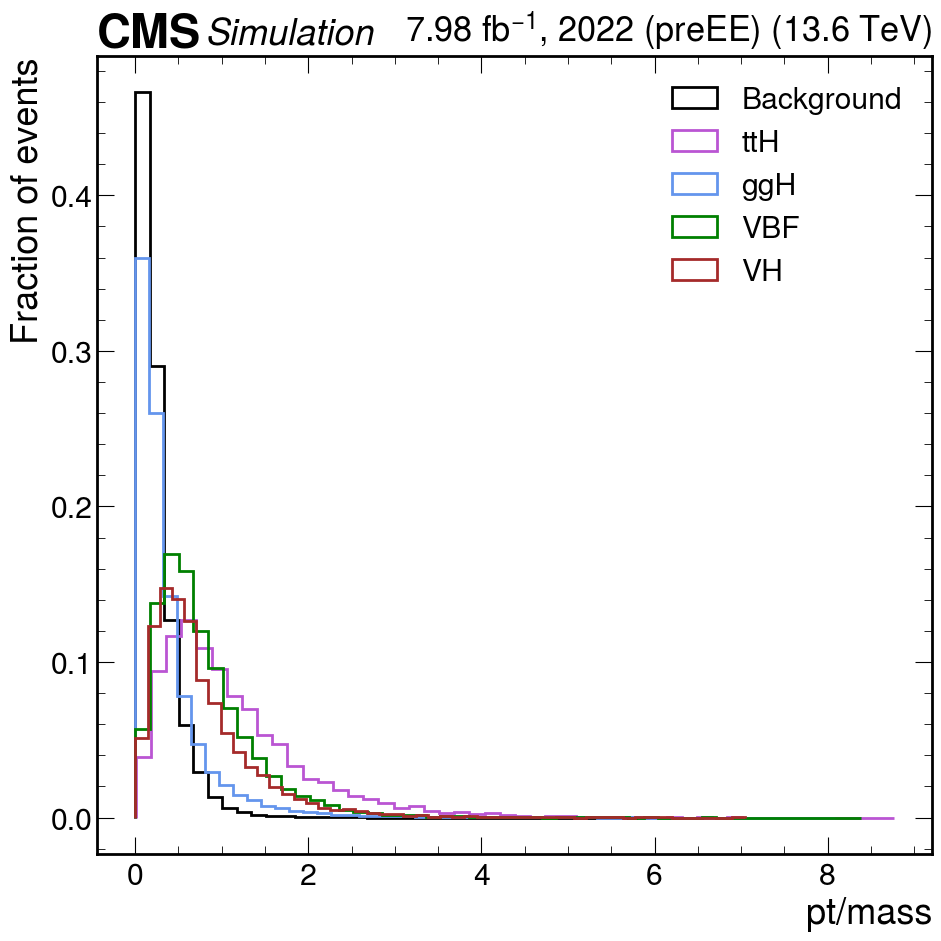 CMS Simulation 7.98 fb⁻¹, 2022 (preEE) (13.6 TeV)
Fraction of events
Background
ttH
ggH
VBF
VH
0.4
0.3
0.2
0.1
0.0
0 2 4 6 8
pt/mass